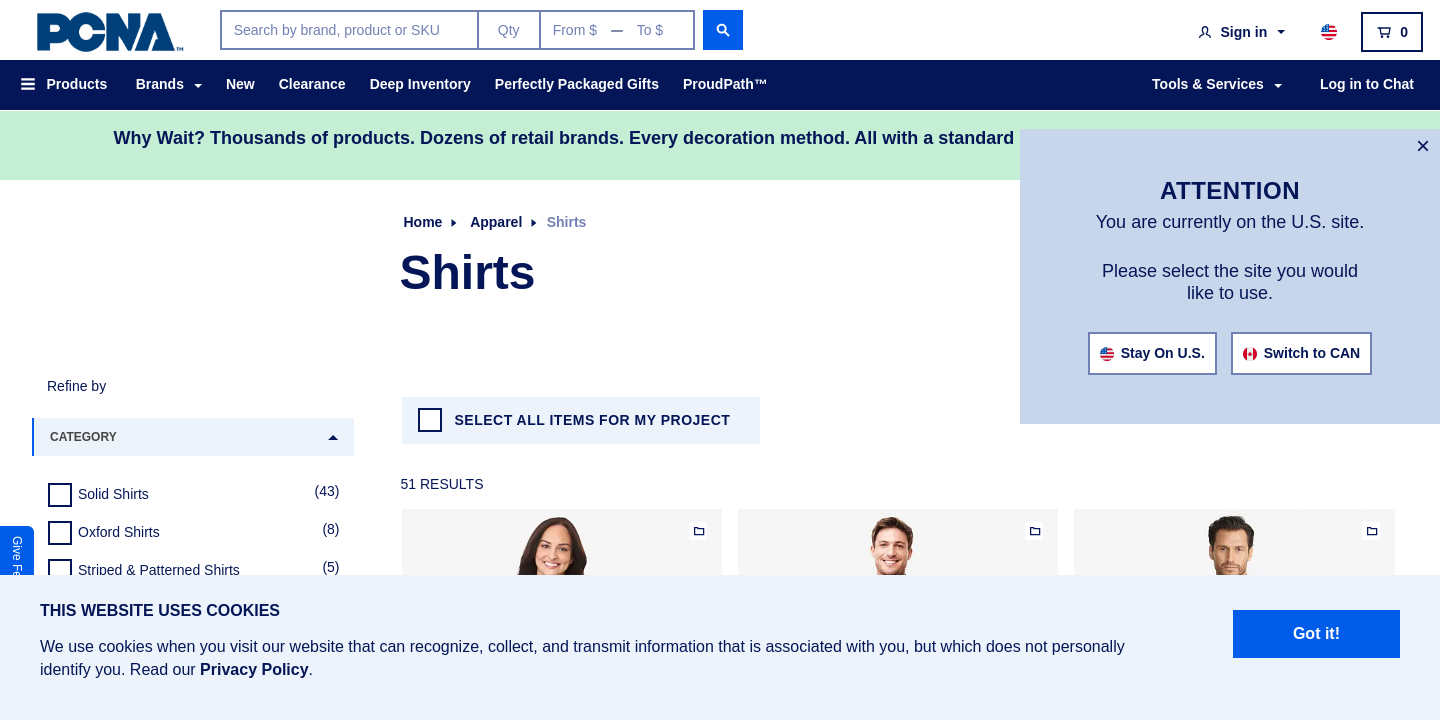 PCNA™
Search by brand, product or SKU
Qty
From $ — To $
Sign in
0
Products
Brands
New
Clearance
Deep Inventory
Perfectly Packaged Gifts
ProudPath™
Tools & Services
Log in to Chat
Why Wait? Thousands of products. Dozens of retail brands. Every decoration method. All with a standard
×
ATTENTION
You are currently on the U.S. site.
Please select the site you would
like to use.
Stay On U.S.
Switch to CAN
Home
Apparel
Shirts
Shirts
Refine by
CATEGORY
Solid Shirts (43)
Oxford Shirts (8)
Striped & Patterned Shirts (5)
SELECT ALL ITEMS FOR MY PROJECT
51 RESULTS
Give Fe
THIS WEBSITE USES COOKIES
We use cookies when you visit our website that can recognize, collect, and transmit information that is associated with you, but which does not personally
identify you. Read our Privacy Policy.
Got it!